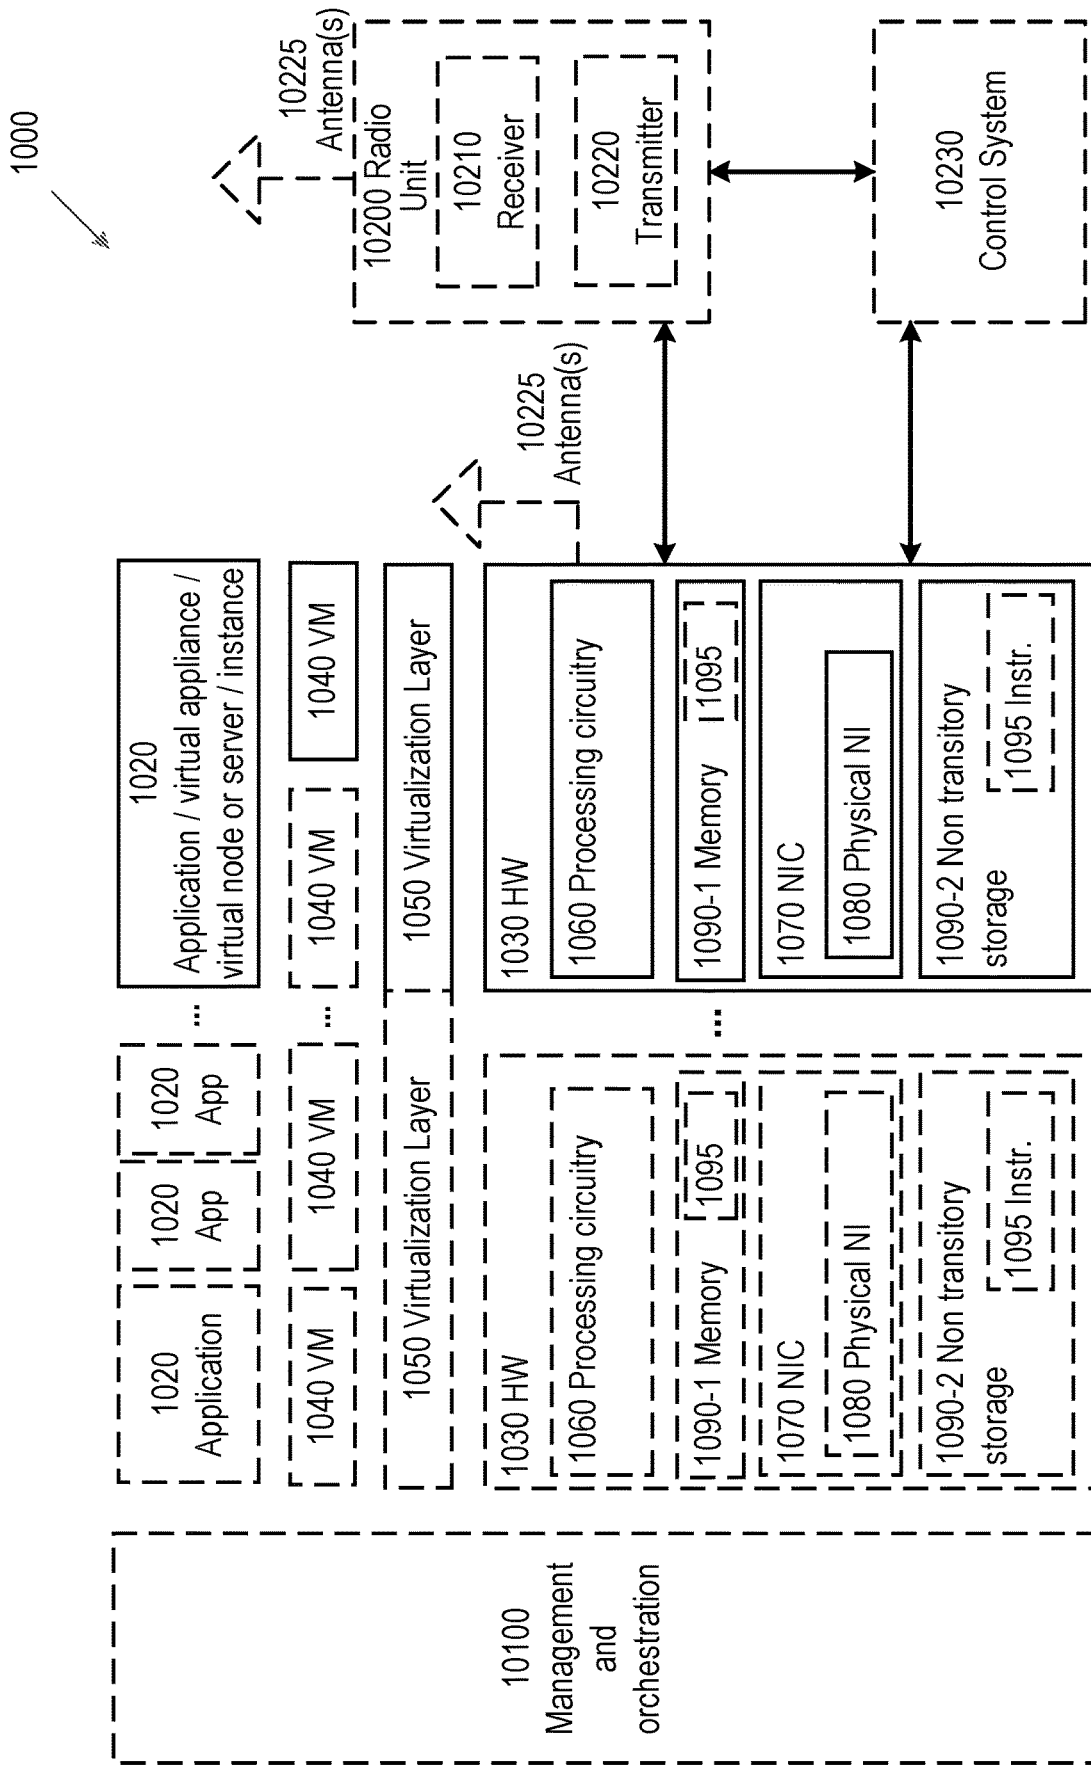 1000
10225
Antenna(s)
10200 Radio
Unit
10210
Receiver
10220
Transmitter
10230
Control System
10225
Antenna(s)
1020
Application / virtual appliance /
virtual node or server / instance
...
1020
App
1020
App
1020
Application
1040 VM
1040 VM
...
1040 VM
1040 VM
1050 Virtualization Layer
1050 Virtualization Layer
1030 HW
1060 Processing circuitry
1090-1 Memory
1095
1070 NIC
1080 Physical NI
1090-2 Non transitory
storage
1095 Instr.
...
1030 HW
1060 Processing circuitry
1090-1 Memory
1095
1070 NIC
1080 Physical NI
1090-2 Non transitory
storage
1095 Instr.
10100
Management
and
orchestration